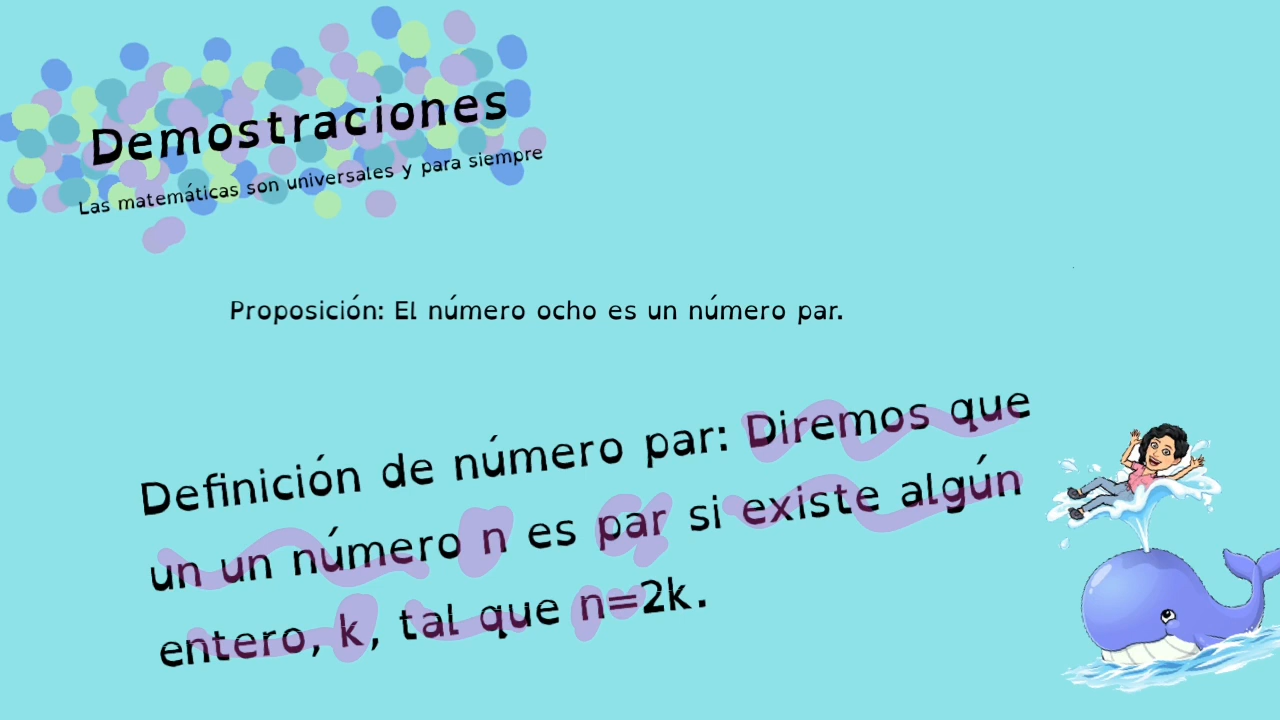 Demostraciones
Las matemáticas son universales y para siempre
Proposición: El número ocho es un número par.
Definición de número par: Diremos que
un un número n es par si existe algún
entero, k, tal que n=2k.